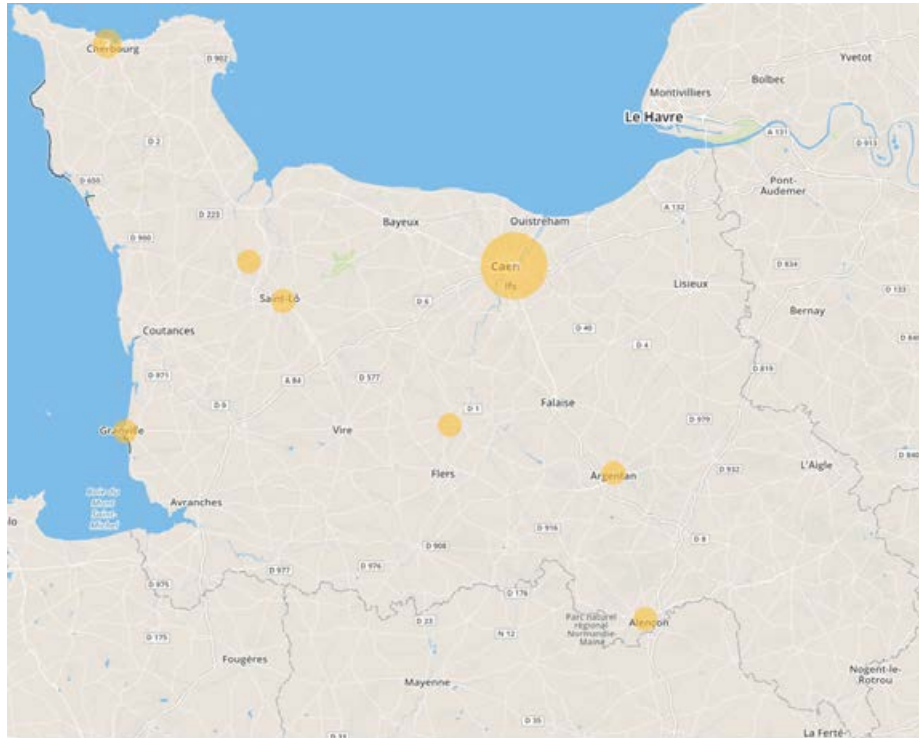 Cherbourg
D 902
Yvetot
Bolbec
Montivilliers
Le Havre
A 131
D 913
D 2
D 650
Pont-
Audemer
A 132
D 223
Bayeux
Ouistreham
D 900
Caen
Ifs
D 834
Lisieux
D 133
Saint-Lô
D 6
Bernay
Coutances
D 40
D 4
D 840
D 971
A 84
D 577
D 819
D 9
D 1
Falaise
D 979
Granville
Vire
Flers
Argentan
D 932
L'Aigle
D 840
Baie du
Mont
Saint-
Michel
Avranches
D 916
D 8
D 908
D 976
D 977
D 975
D 176
Parc naturel
régional
Normandie-
Maine
Alençon
D 23
N 12
D 175
Fougères
Mayenne
Nogent-le-
Rotrou
D 35
La Ferté-